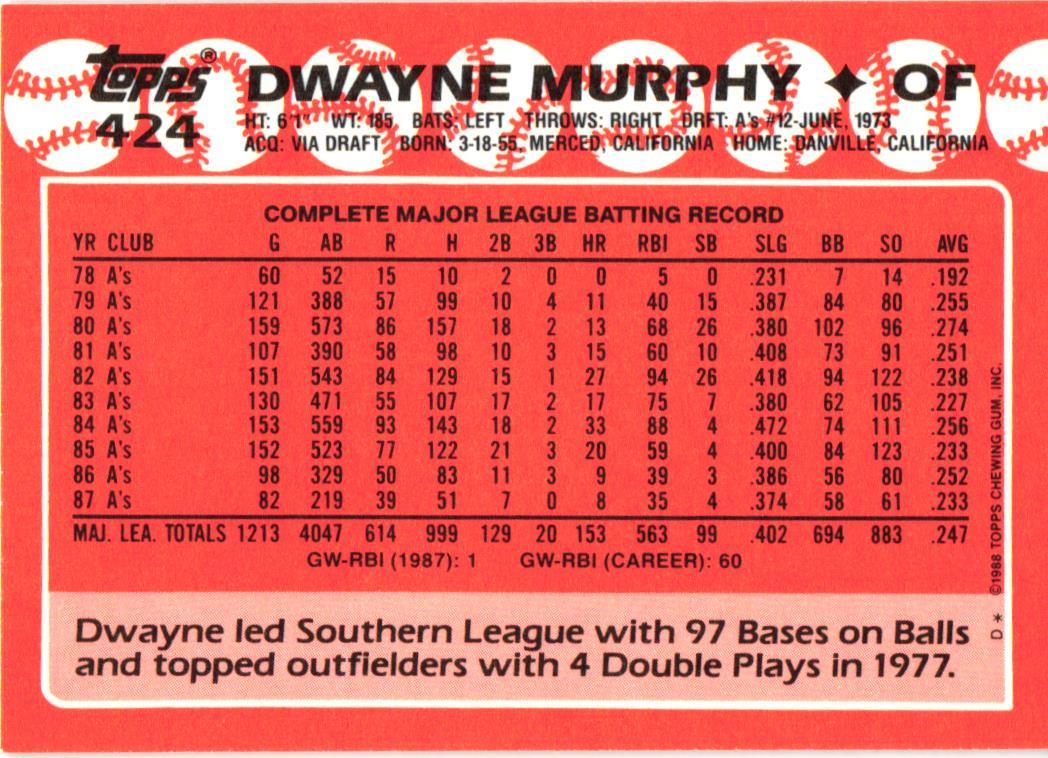 topps® DWAYNE MURPHY ✦ OF
424 HT: 6'1" WT: 185 BATS: LEFT THROWS: RIGHT DRFT: A's #12-JUNE, 1973
ACQ: VIA DRAFT BORN: 3-18-55, MERCED, CALIFORNIA HOME: DANVILLE, CALIFORNIA
COMPLETE MAJOR LEAGUE BATTING RECORD
YR CLUB G AB R H 2B 3B HR RBI SB SLG BB SO AVG
78 A's 60 52 15 10 2 0 0 5 0 .231 7 14 .192
79 A's 121 388 57 99 10 4 11 40 15 .387 84 80 .255
80 A's 159 573 86 157 18 2 13 68 26 .380 102 96 .274
81 A's 107 390 58 98 10 3 15 60 10 .408 73 91 .251
82 A's 151 543 84 129 15 1 27 94 26 .418 94 122 .238
83 A's 130 471 55 107 17 2 17 75 7 .380 62 105 .227
84 A's 153 559 93 143 18 2 33 88 4 .472 74 111 .256
85 A's 152 523 77 122 21 3 20 59 4 .400 84 123 .233
86 A's 98 329 50 83 11 3 9 39 3 .386 56 80 .252
87 A's 82 219 39 51 7 0 8 35 4 .374 58 61 .233
MAJ. LEA. TOTALS 1213 4047 614 999 129 20 153 563 99 .402 694 883 .247
GW-RBI (1987): 1 GW-RBI (CAREER): 60
Dwayne led Southern League with 97 Bases on Balls
and topped outfielders with 4 Double Plays in 1977.
D* ©1988 TOPPS CHEWING GUM, INC.